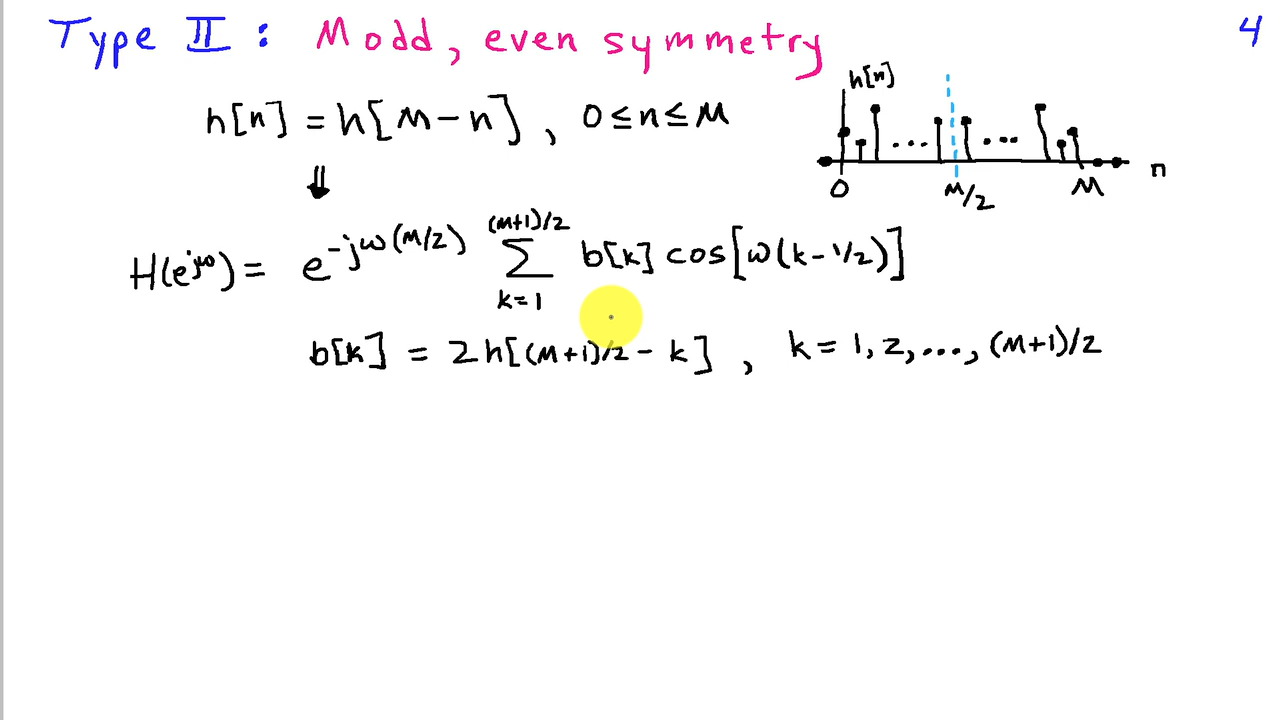 Type II : M odd, even symmetry
4
h[n] = h[M-n] , 0≤n≤M
h[n]
n
0
M/2
M
⇓
H(e^{jω}) = e^{-jω(M/2)} ∑_{k=1}^{(M+1)/2} b[k] cos[ω(k-1/2)]
b[k] = 2h[(M+1)/2 - k] , k = 1, 2, ..., (M+1)/2